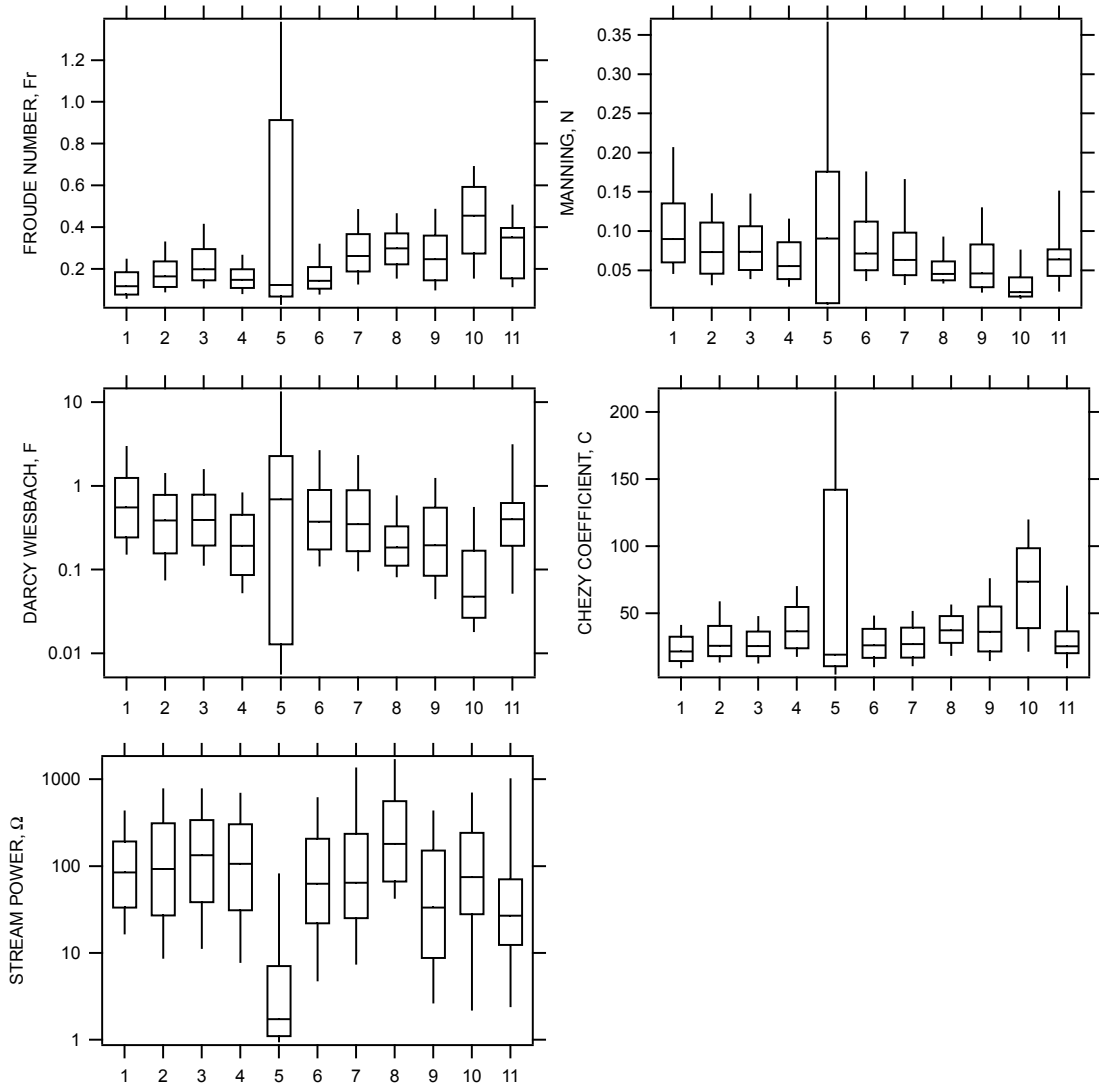 FROUDE NUMBER, Fr
1.2
1.0
0.8
0.6
0.4
0.2
1 2 3 4 5 6 7 8 9 10 11
MANNING, N
0.35
0.30
0.25
0.20
0.15
0.10
0.05
1 2 3 4 5 6 7 8 9 10 11
DARCY WIESBACH, F
10
1
0.1
0.01
1 2 3 4 5 6 7 8 9 10 11
CHEZY COEFFICIENT, C
200
150
100
50
1 2 3 4 5 6 7 8 9 10 11
STREAM POWER, Ω
1000
100
10
1
1 2 3 4 5 6 7 8 9 10 11